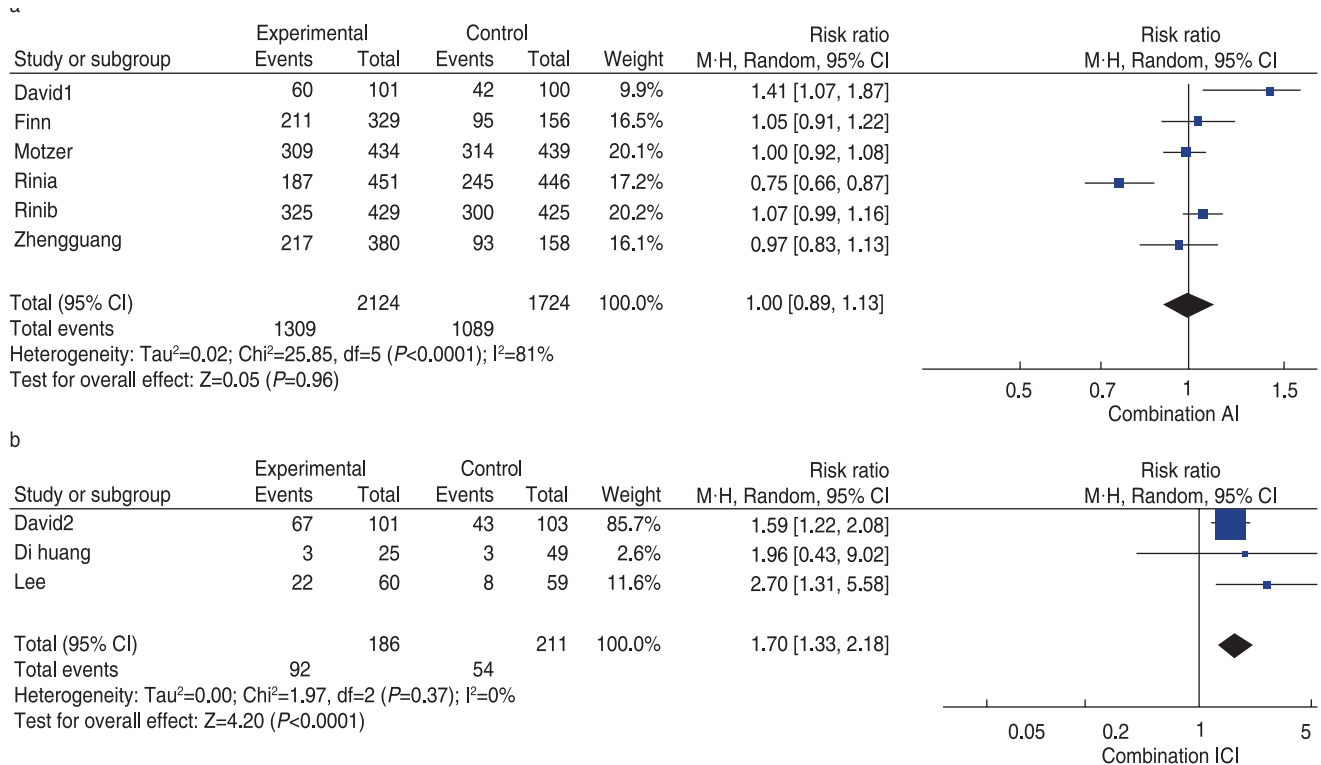 a
Experimental Control Risk ratio Risk ratio
Study or subgroup Events Total Events Total Weight M·H, Random, 95% CI M·H, Random, 95% CI
David1 60 101 42 100 9.9% 1.41 [1.07, 1.87]
Finn 211 329 95 156 16.5% 1.05 [0.91, 1.22]
Motzer 309 434 314 439 20.1% 1.00 [0.92, 1.08]
Rinia 187 451 245 446 17.2% 0.75 [0.66, 0.87]
Rinib 325 429 300 425 20.2% 1.07 [0.99, 1.16]
Zhengguang 217 380 93 158 16.1% 0.97 [0.83, 1.13]
Total (95% CI) 2124 1724 100.0% 1.00 [0.89, 1.13]
Total events 1309 1089
Heterogeneity: Tau²=0.02; Chi²=25.85, df=5 (P<0.0001); I²=81%
Test for overall effect: Z=0.05 (P=0.96)
0.5 0.7 1 1.5
Combination AI
b
Experimental Control Risk ratio Risk ratio
Study or subgroup Events Total Events Total Weight M·H, Random, 95% CI M·H, Random, 95% CI
David2 67 101 43 103 85.7% 1.59 [1.22, 2.08]
Di huang 3 25 3 49 2.6% 1.96 [0.43, 9.02]
Lee 22 60 8 59 11.6% 2.70 [1.31, 5.58]
Total (95% CI) 186 211 100.0% 1.70 [1.33, 2.18]
Total events 92 54
Heterogeneity: Tau²=0.00; Chi²=1.97, df=2 (P=0.37); I²=0%
Test for overall effect: Z=4.20 (P<0.0001)
0.05 0.2 1 5
Combination ICI